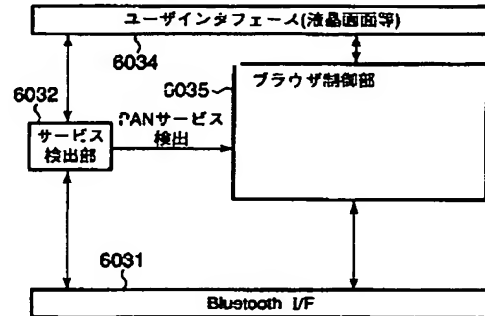 ユーザインタフェース(液晶画面等)
6034
6032
6035
ブラウザ制御部
サービス
検出部
PANサービス
検出
6031
Bluetooth I/F